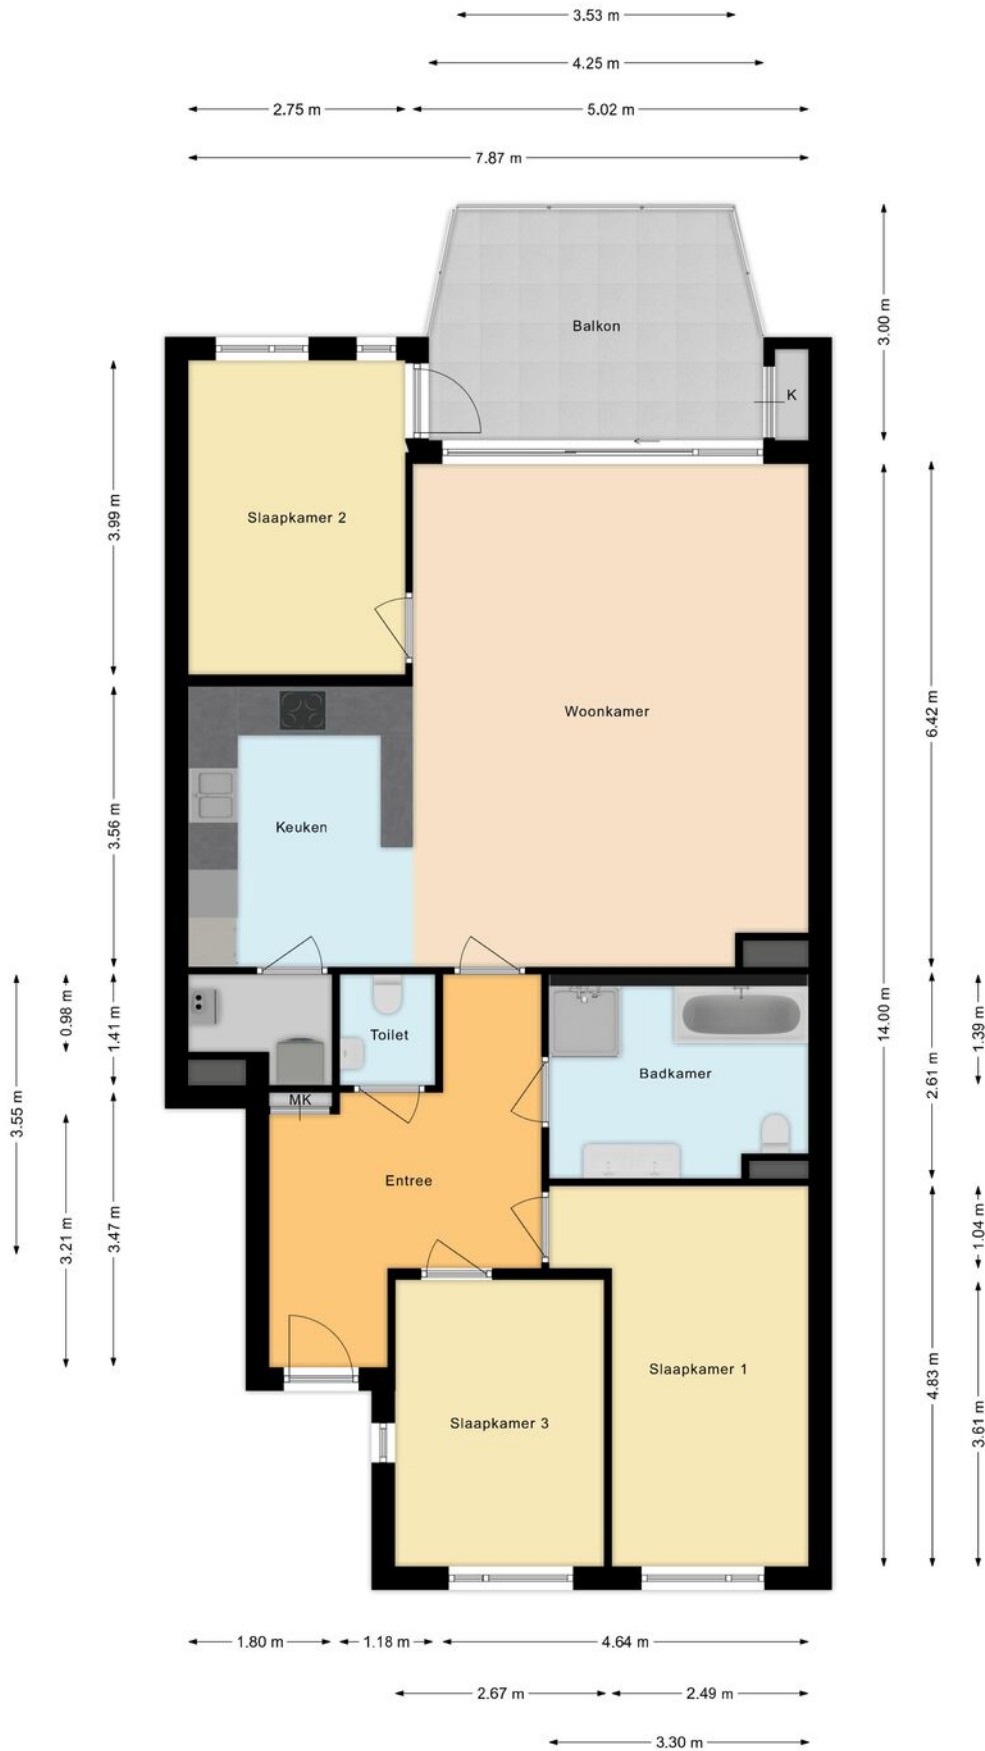 3.53 m
4.25 m
2.75 m
5.02 m
7.87 m
3.00 m
Balkon
K
3.99 m
Slaapkamer 2
6.42 m
Woonkamer
3.56 m
Keuken
14.00 m
0.98 m
1.41 m
3.55 m
Toilet
Badkamer
2.61 m
1.39 m
MK
Entree
3.21 m
3.47 m
1.04 m
Slaapkamer 1
4.83 m
3.61 m
Slaapkamer 3
1.80 m
1.18 m
4.64 m
2.67 m
2.49 m
3.30 m